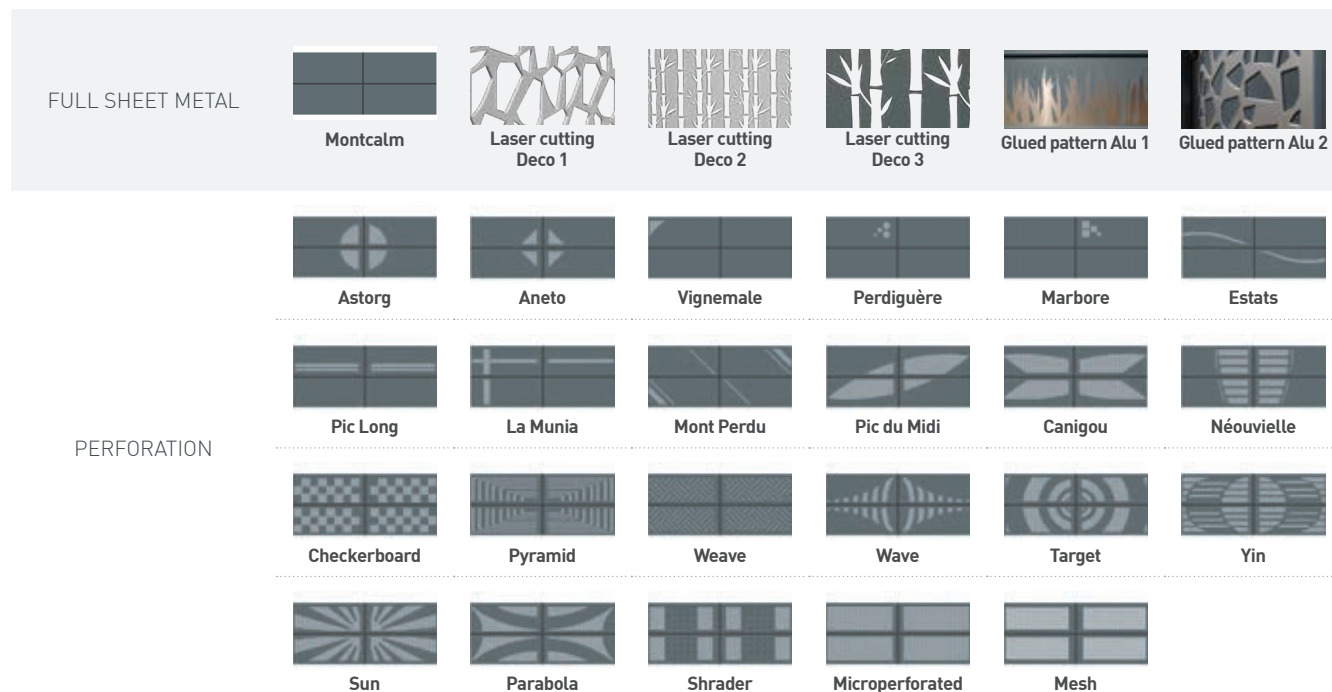 FULL SHEET METAL
Montcalm
Laser cutting
Deco 1
Laser cutting
Deco 2
Laser cutting
Deco 3
Glued pattern Alu 1
Glued pattern Alu 2
PERFORATION
Astorg
Aneto
Vignemale
Perdiguère
Marbore
Estats
Pic Long
La Munia
Mont Perdu
Pic du Midi
Canigou
Néouvielle
Checkerboard
Pyramid
Weave
Wave
Target
Yin
Sun
Parabola
Shrader
Microperforated
Mesh